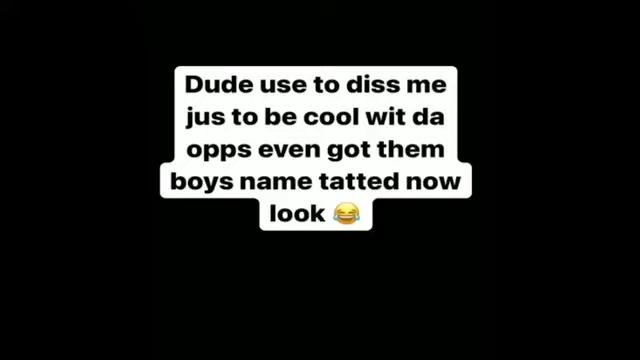 Dude use to diss me
jus to be cool wit da
opps even got them
boys name tatted now
look 😂